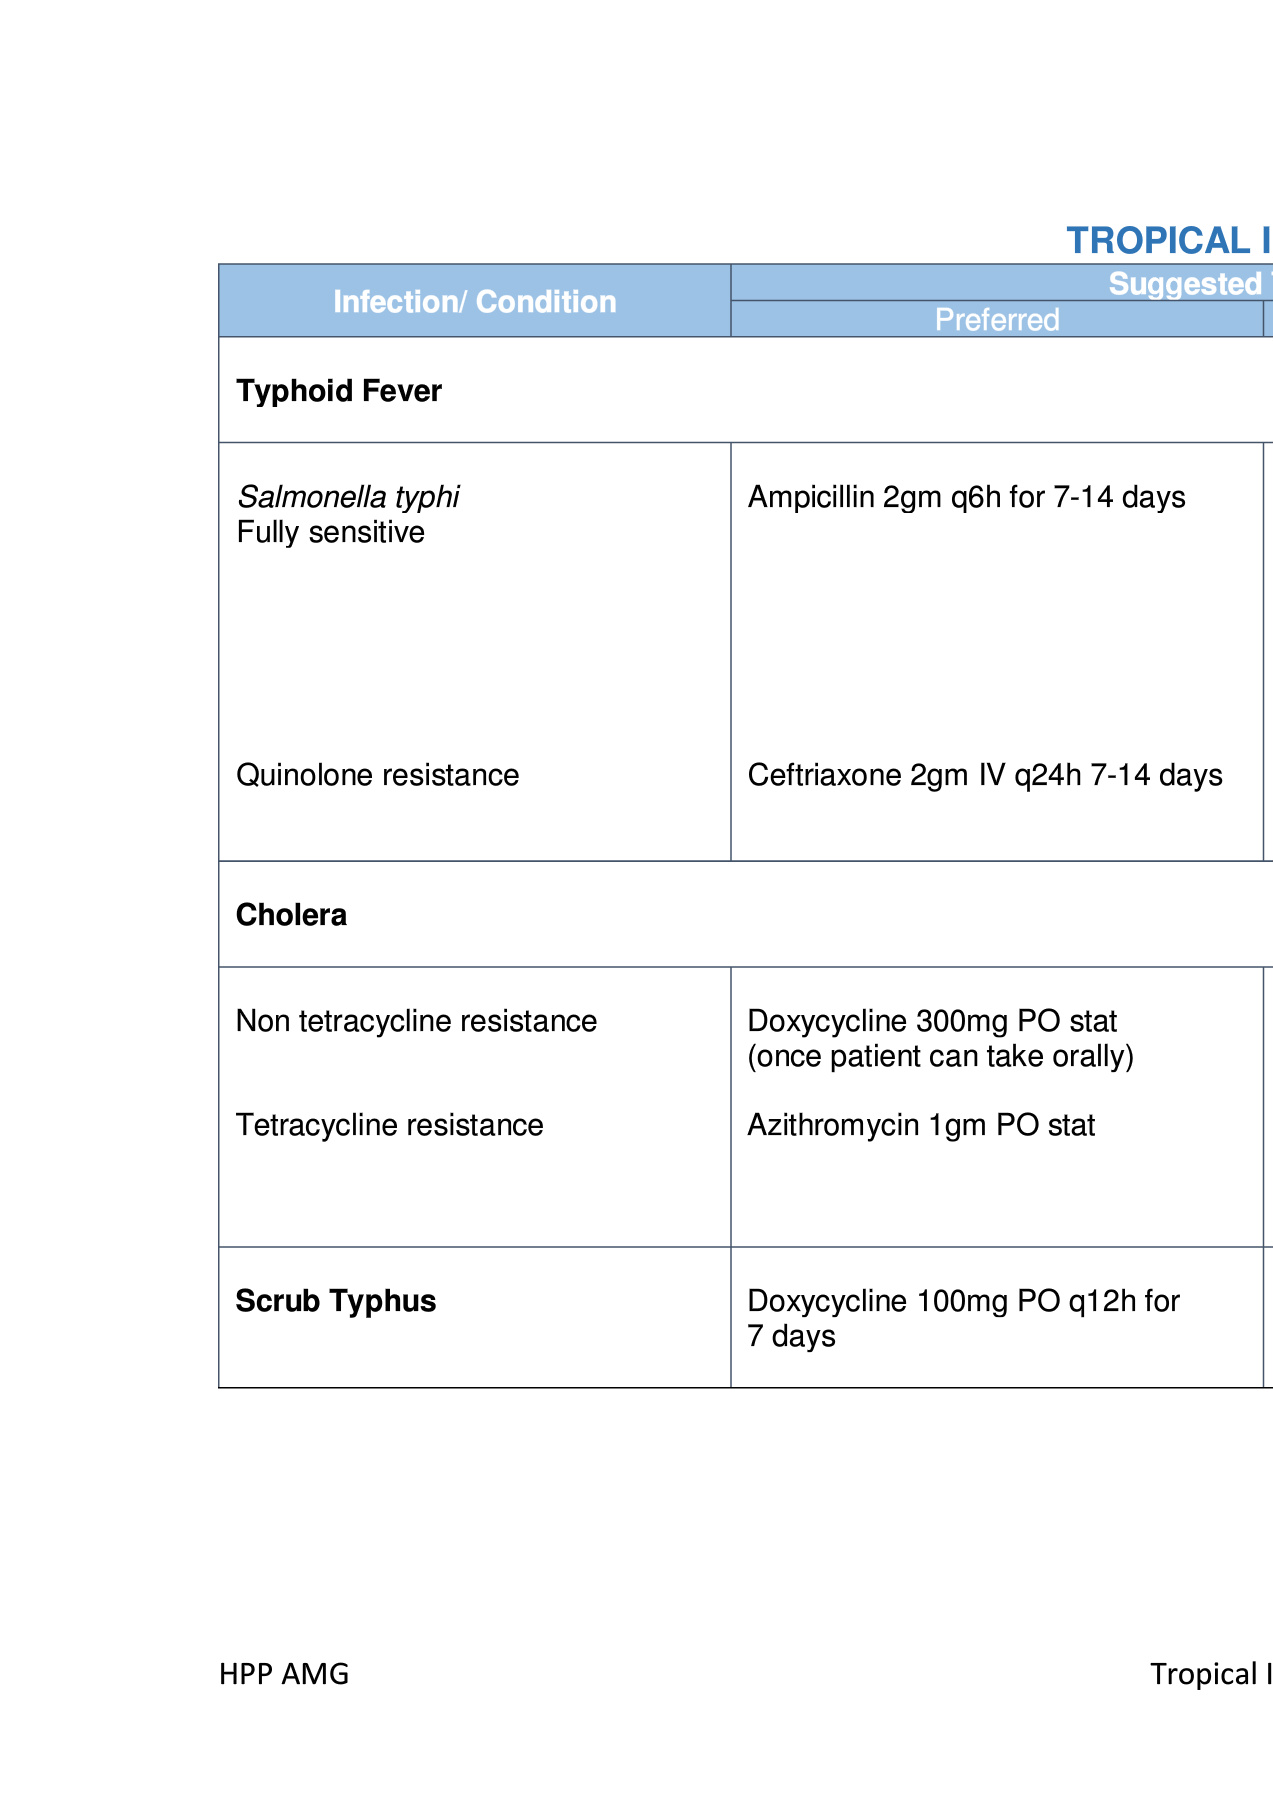 TROPICAL I
Infection/ Condition
Suggested
Preferred
Typhoid Fever
Salmonella typhi
Fully sensitive
Ampicillin 2gm q6h for 7-14 days
Quinolone resistance
Ceftriaxone 2gm IV q24h 7-14 days
Cholera
Non tetracycline resistance
Doxycycline 300mg PO stat
(once patient can take orally)
Tetracycline resistance
Azithromycin 1gm PO stat
Scrub Typhus
Doxycycline 100mg PO q12h for
7 days
HPP AMG
Tropical I